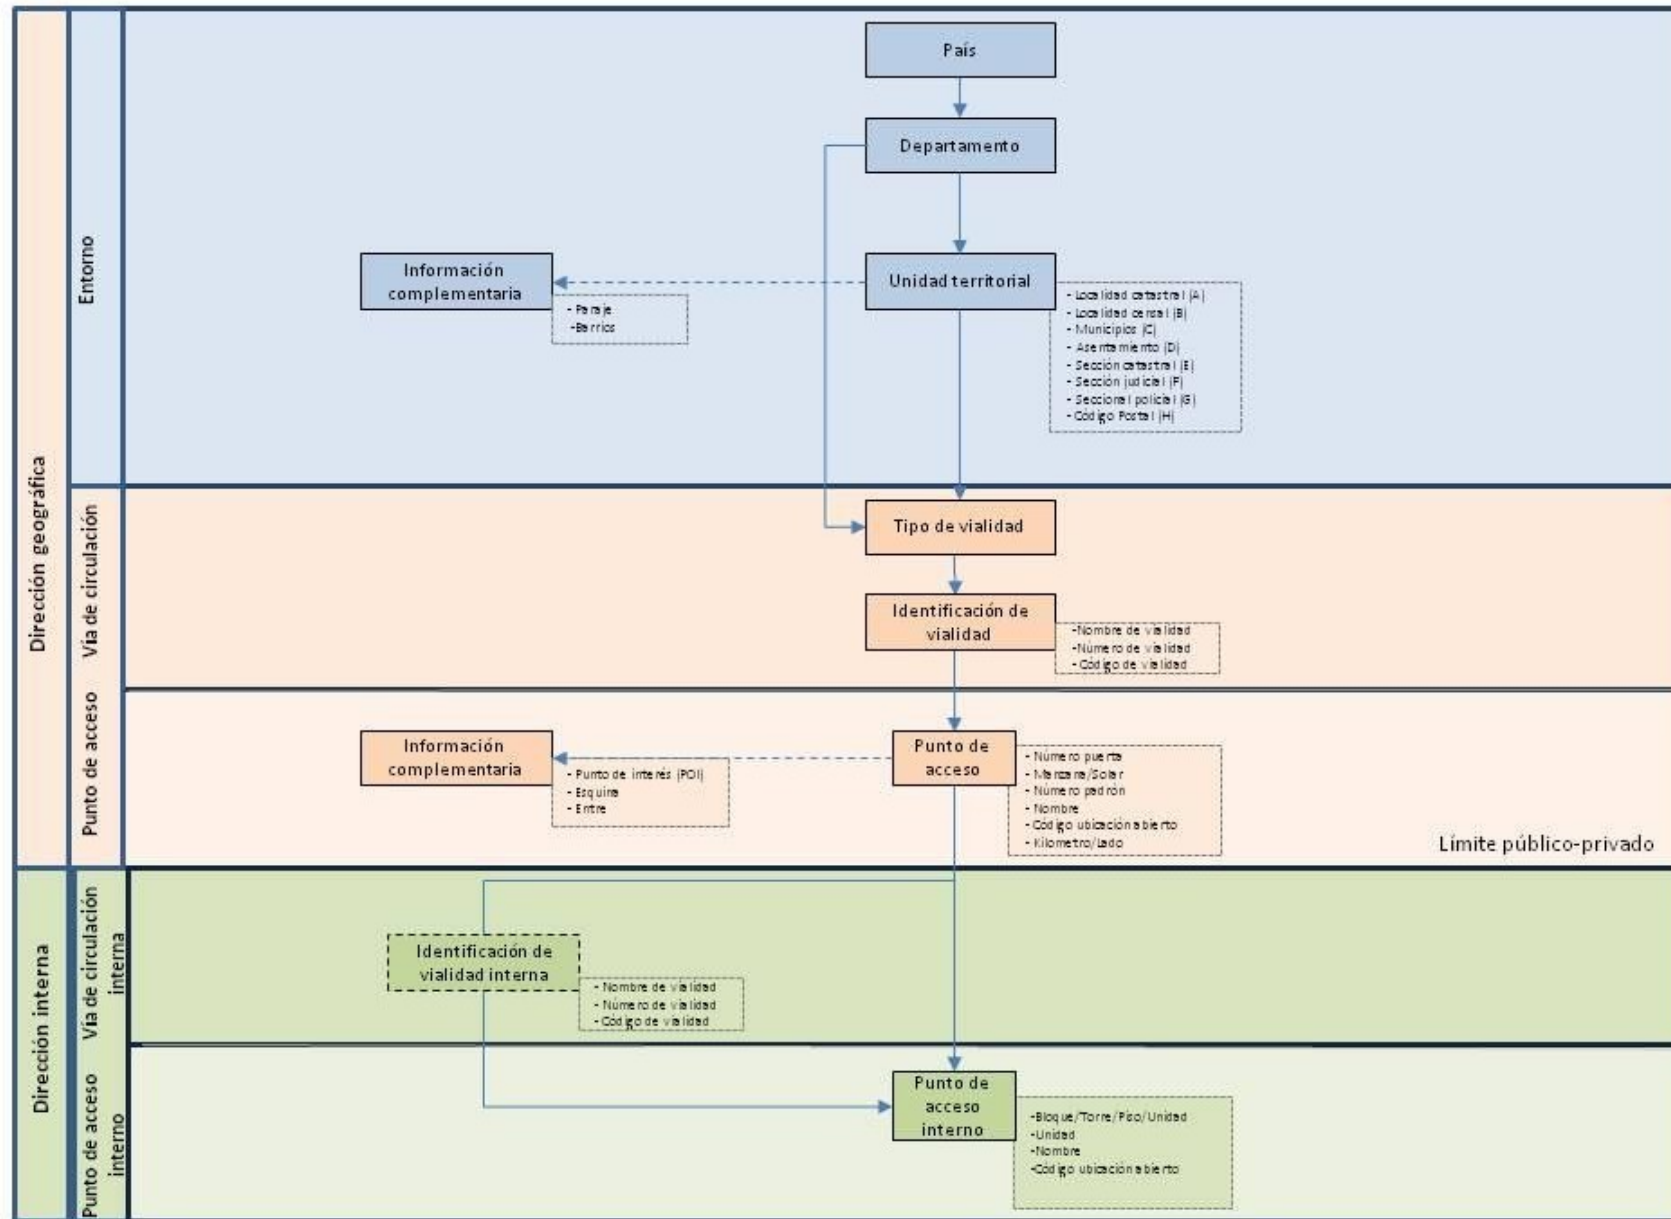 Dirección geográfica
Entorno
País
Departamento
Unidad territorial
- Localidad catastral (A)
- Localidad censal (B)
- Municipios (C)
- Asentamiento (D)
- Sección catastral (E)
- Sección judicial (F)
- Seccional policial (G)
- Código Postal (H)
Información
complementaria
- Paraje
-Barrios
Vía de circulación
Tipo de vialidad
Identificación de
vialidad
-Nombre de vialidad
-Número de vialidad
- Código de vialidad
Punto de acceso
Información
complementaria
- Punto de interés (POI)
- Esquina
- Entre
Punto de
acceso
- Número puerta
- Manzana/Solar
- Número padrón
- Nombre
- Código ubicación abierto
- Kilometro/Lado
Límite público-privado
Dirección interna
Vía de circulación
interna
Identificación de
vialidad interna
- Nombre de vialidad
- Número de vialidad
- Código de vialidad
Punto de acceso
interno
Punto de
acceso
interno
-Bloque/Torre/Piso/Unidad
-Unidad
-Nombre
-Código ubicación abierto